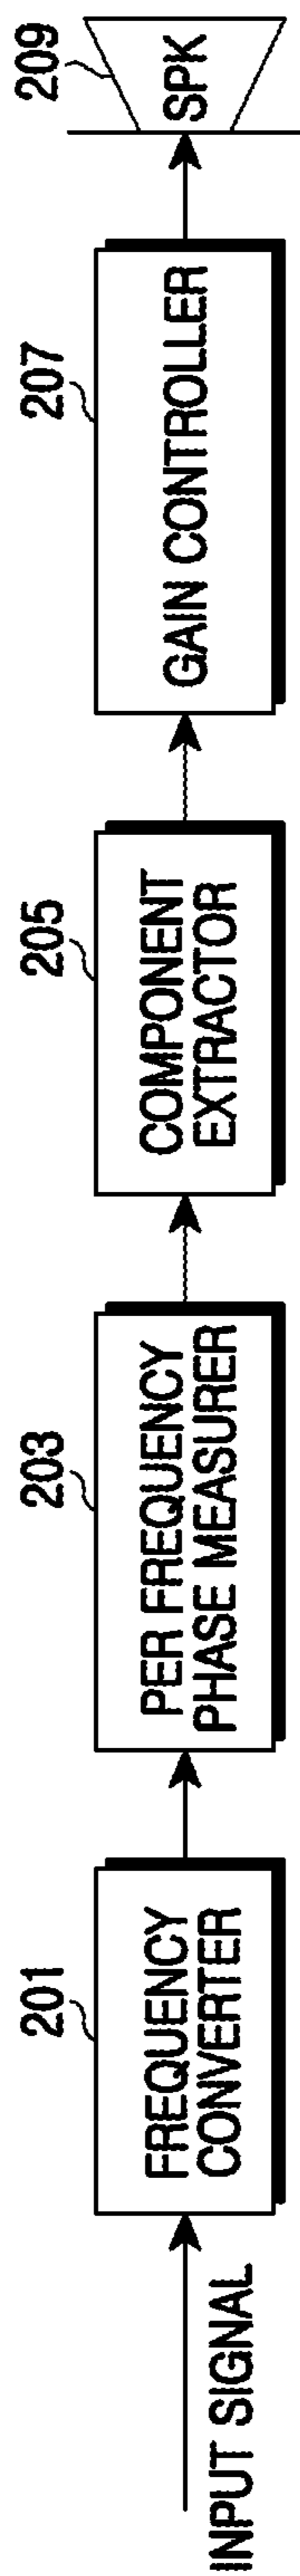 INPUT SIGNAL
201
FREQUENCY
CONVERTER
203
PER FREQUENCY
PHASE MEASURER
205
COMPONENT
EXTRACTOR
207
GAIN CONTROLLER
209
SPK